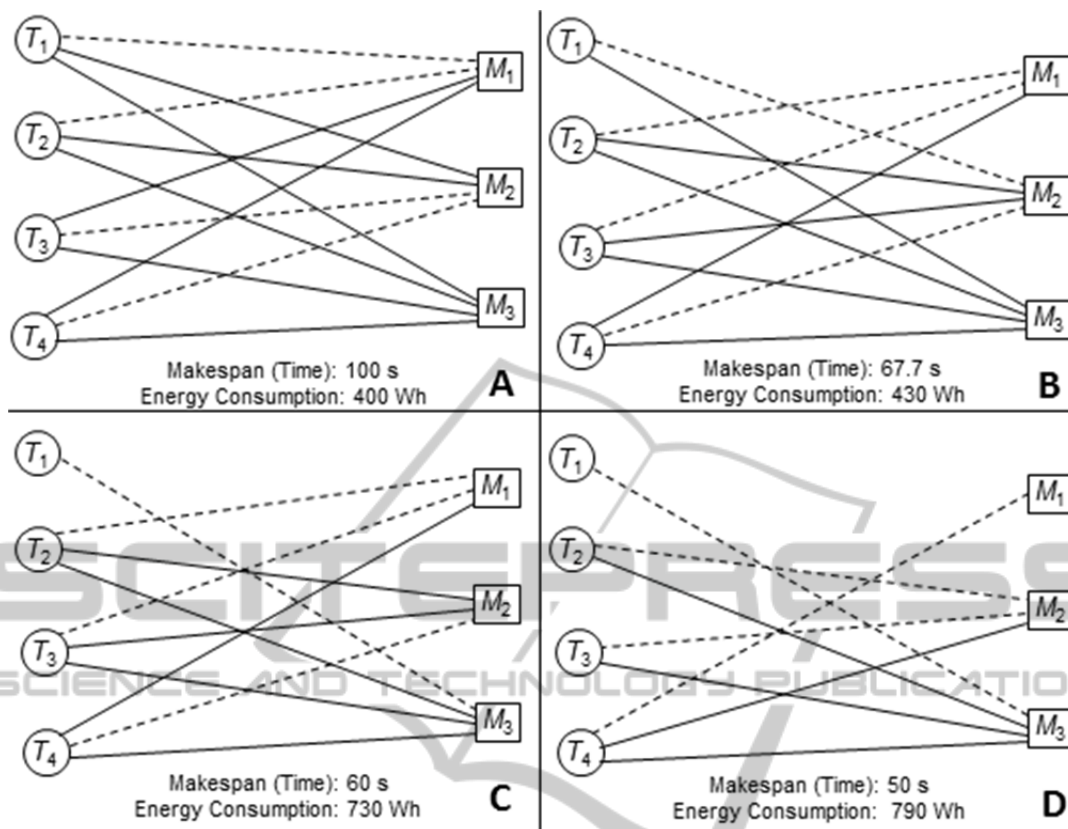 T1
T2
T3
T4
M1
M2
M3
Makespan (Time): 100 s
Energy Consumption: 400 Wh
A
T1
T2
T3
T4
M1
M2
M3
Makespan (Time): 67.7 s
Energy Consumption: 430 Wh
B
T1
T2
T3
T4
M1
M2
M3
Makespan (Time): 60 s
Energy Consumption: 730 Wh
C
T1
T2
T3
T4
M1
M2
M3
Makespan (Time): 50 s
Energy Consumption: 790 Wh
D
SCITEPRESS
SCIENCE AND TECHNOLOGY PUBLICATIO